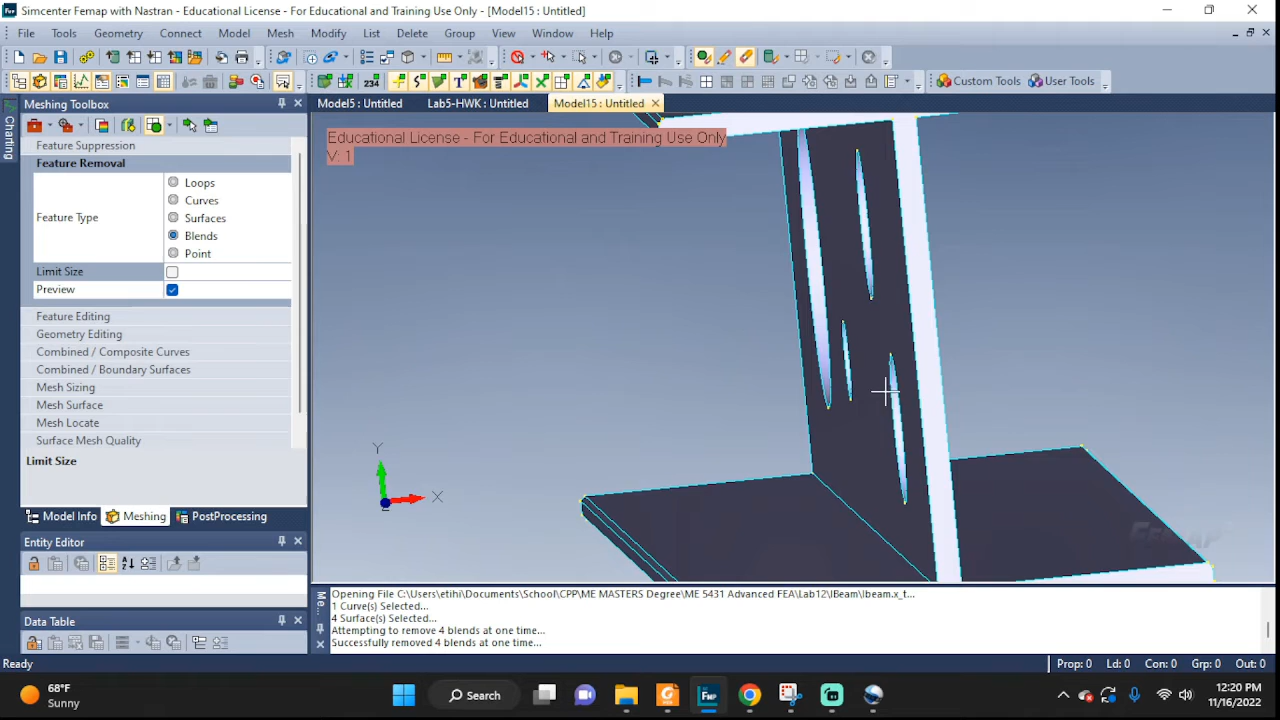 Simcenter Femap with Nastran - Educational License - For Educational and Training Use Only - [Model15 : Untitled]
File Tools Geometry Connect Model Mesh Modify List Delete Group View Window Help
234
T
Custom Tools User Tools
Charting
Meshing Toolbox
Model5 : Untitled Lab5-HWK : Untitled Model15 : Untitled
Feature Suppression
Feature Removal
Feature Type
Loops
Curves
Surfaces
Blends
Point
Limit Size
Preview
Feature Editing
Geometry Editing
Combined / Composite Curves
Combined / Boundary Surfaces
Mesh Sizing
Mesh Surface
Mesh Locate
Surface Mesh Quality
Limit Size
Model Info Meshing PostProcessing
Entity Editor
Data Table
Educational License - For Educational and Training Use Only
V: 1
Y
X
Z
Femap
Me...
Opening File C:\Users\etihi\Documents\School\CPP\ME MASTERS Degree\ME 5431 Advanced FEA\Lab12\IBeam\Ibeam.x_t...
1 Curve(s) Selected...
4 Surface(s) Selected...
Attempting to remove 4 blends at one time...
Successfully removed 4 blends at one time...
Ready
Prop: 0 Ld: 0 Con: 0 Grp: 0 Out: 0
68°F
Sunny
Search
12:20 PM
11/16/2022